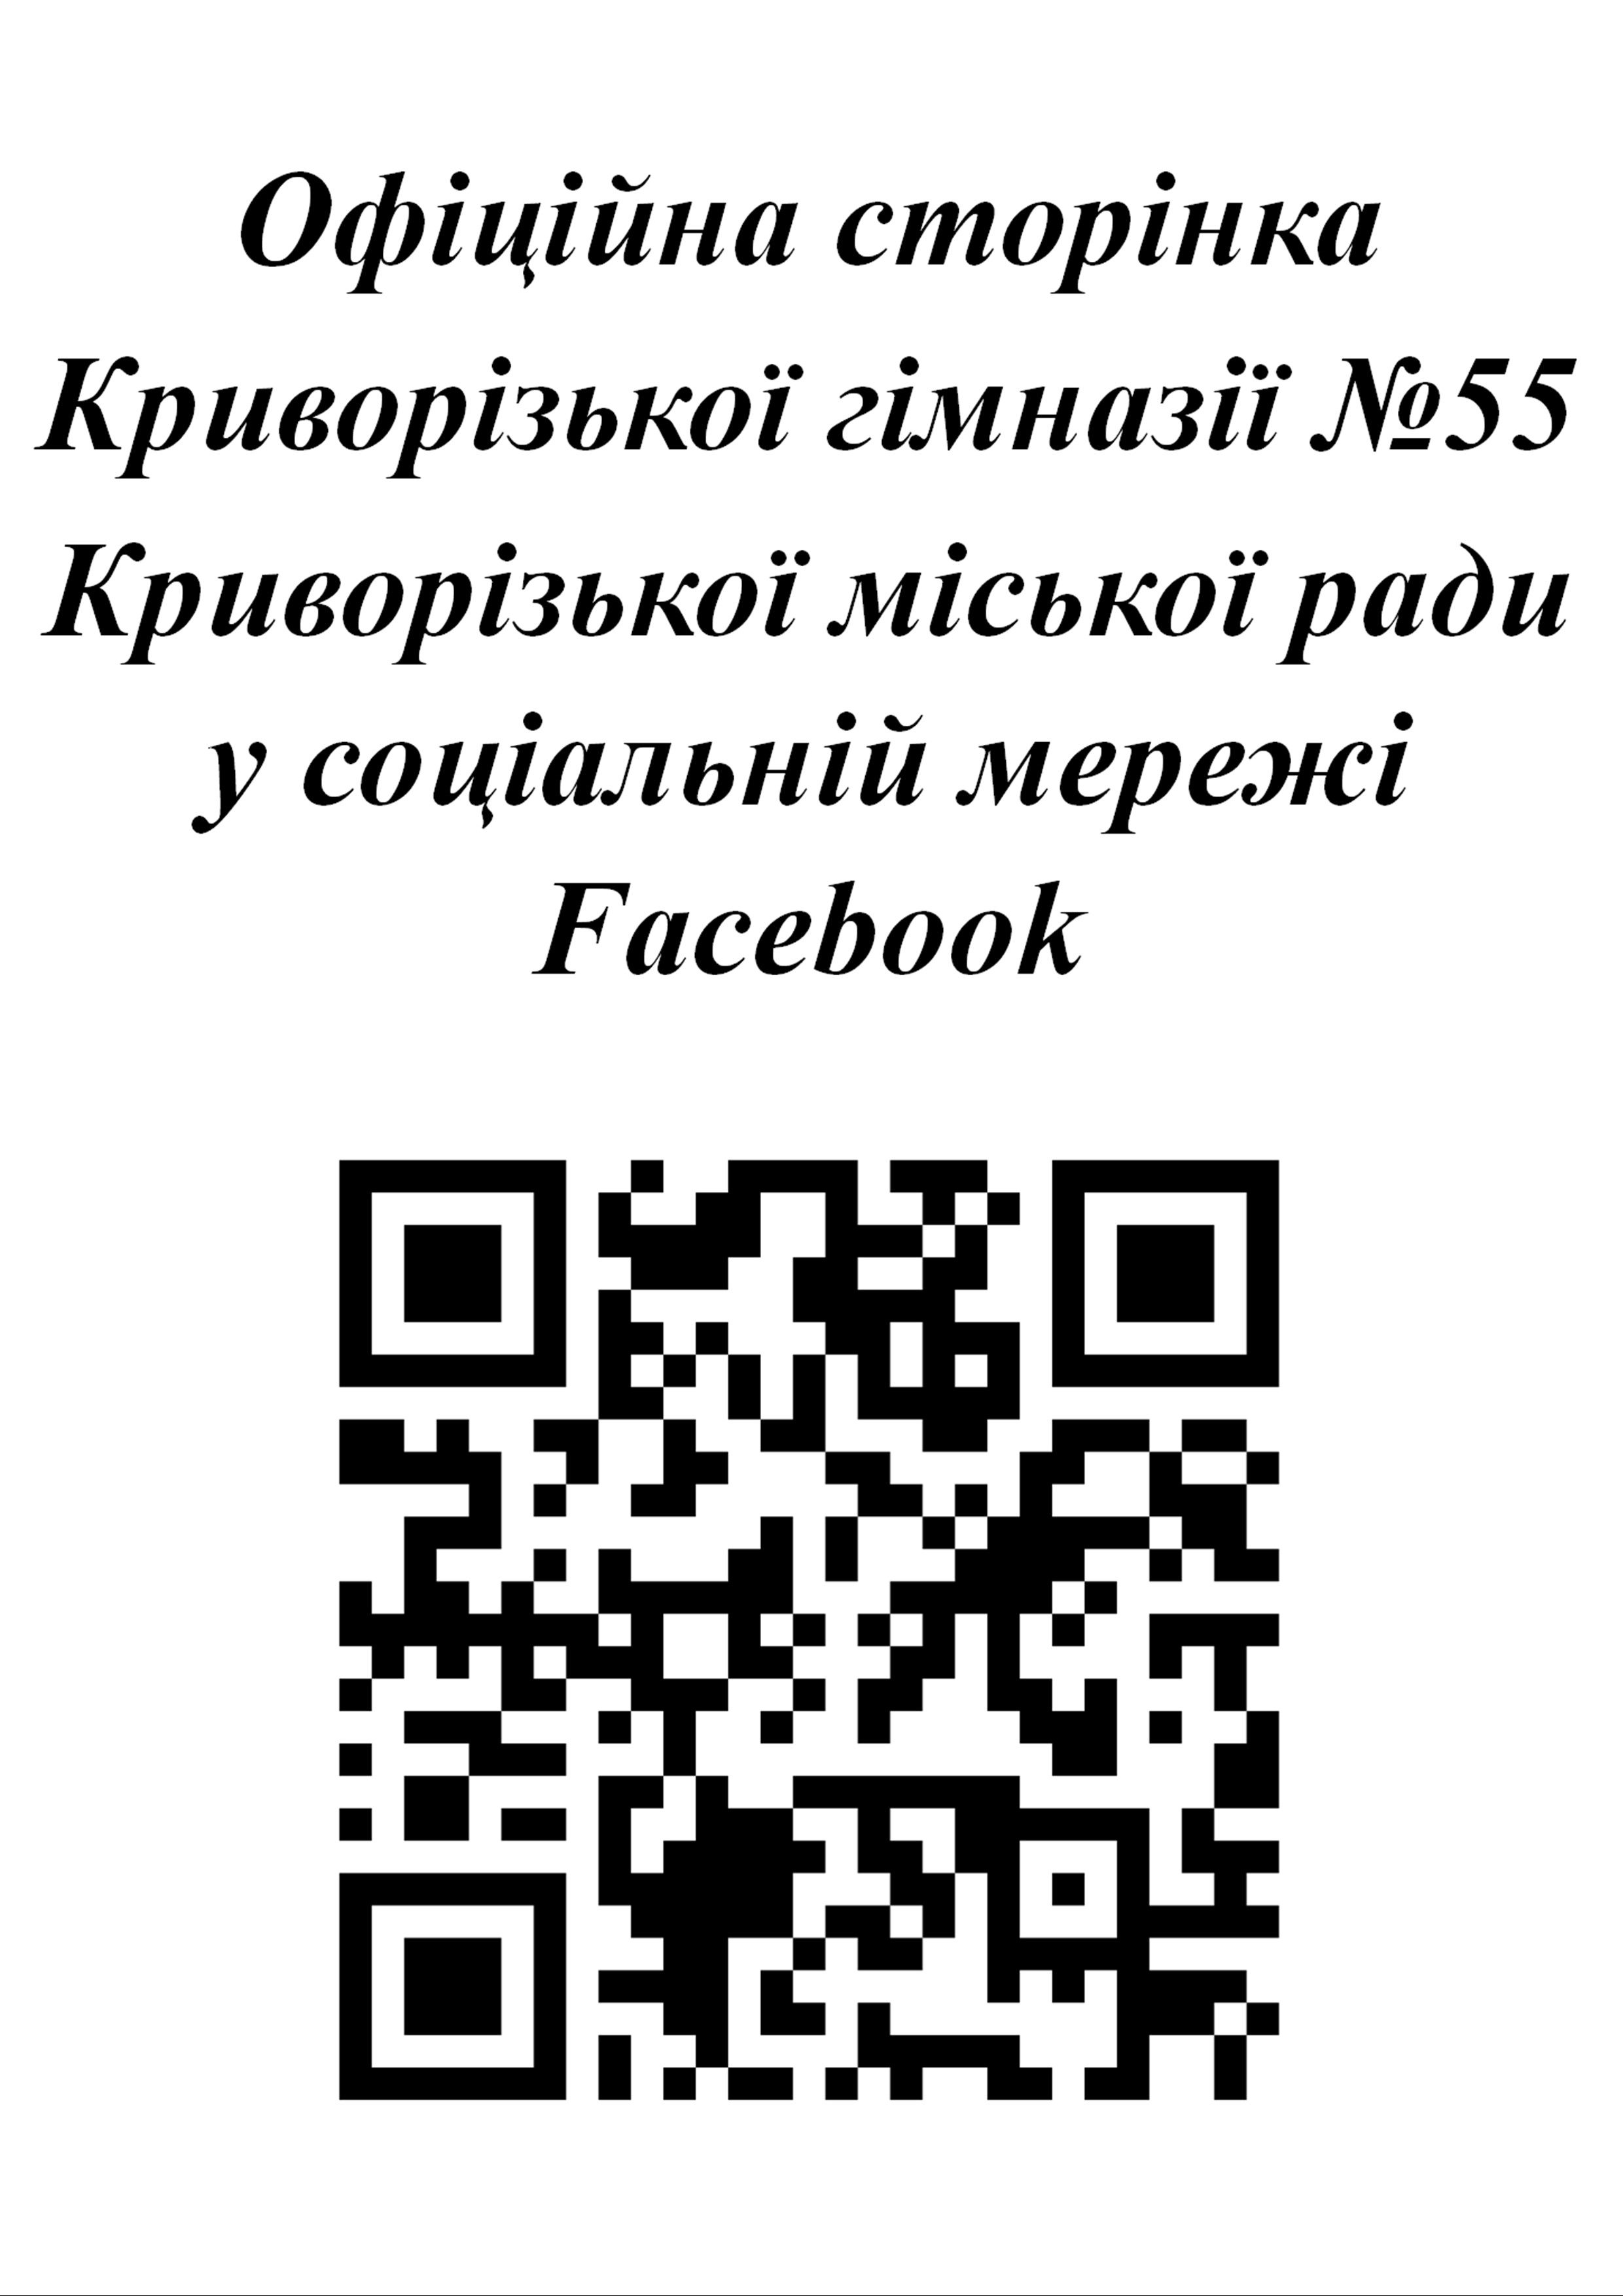 Офіційна сторінка
Криворізької гімназії №55
Криворізької міської ради
у соціальній мережі
Facebook